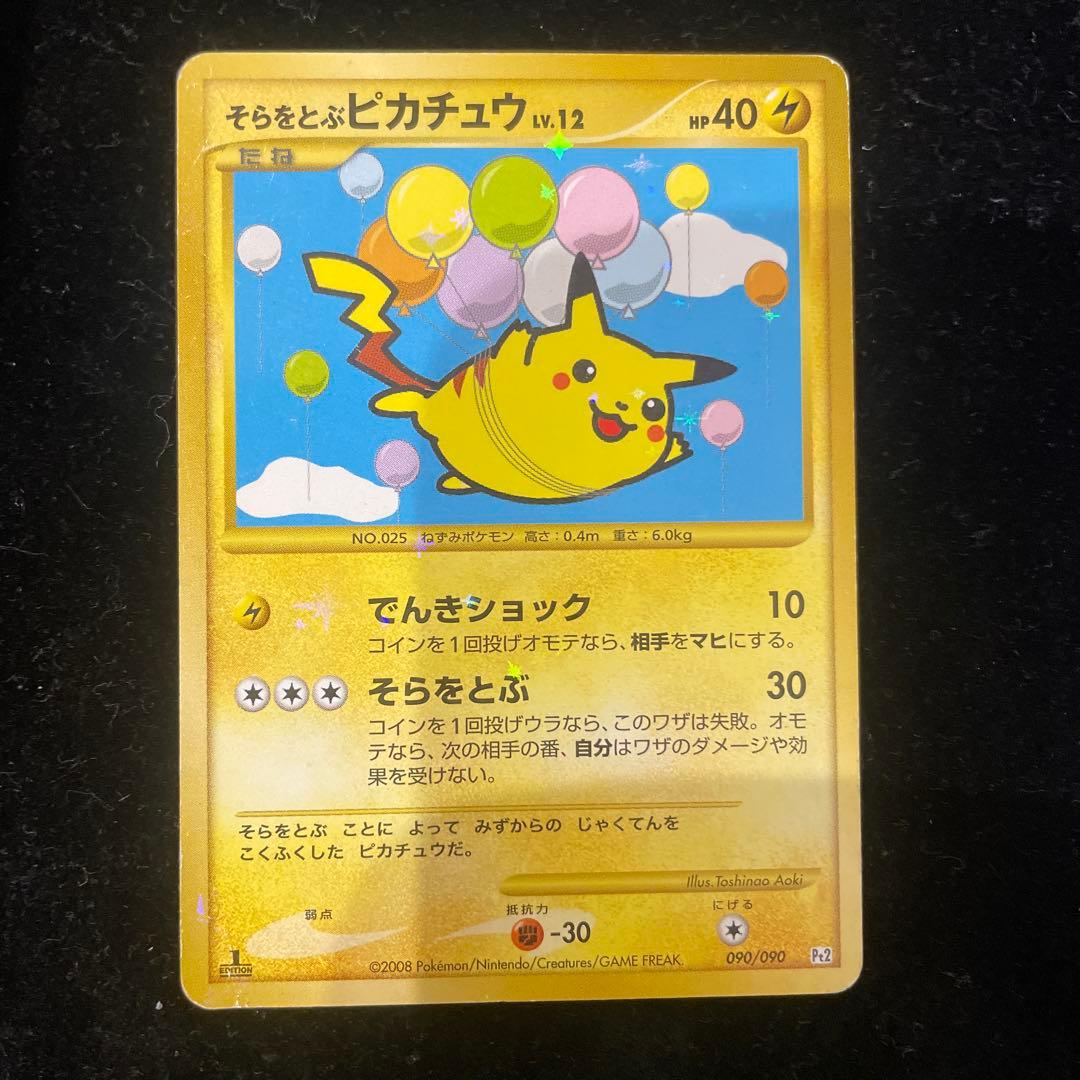 そらをとぶピカチュウ LV.12 HP 40
たね
NO.025 ねずみポケモン 高さ：0.4m 重さ：6.0kg
でんきショック 10
コインを1回投げオモテなら、相手をマヒにする。
そらをとぶ 30
コインを1回投げウラなら、このワザは失敗。オモ
テなら、次の相手の番、自分はワザのダメージや効
果を受けない。
そらをとぶ ことに よって みずからの じゃくてんを
こくふくした ピカチュウだ。
Illus.Toshinao Aoki
弱点 抵抗力 にげる
-30
1 EDITION
©2008 Pokémon/Nintendo/Creatures/GAME FREAK.
090/090 Pt2